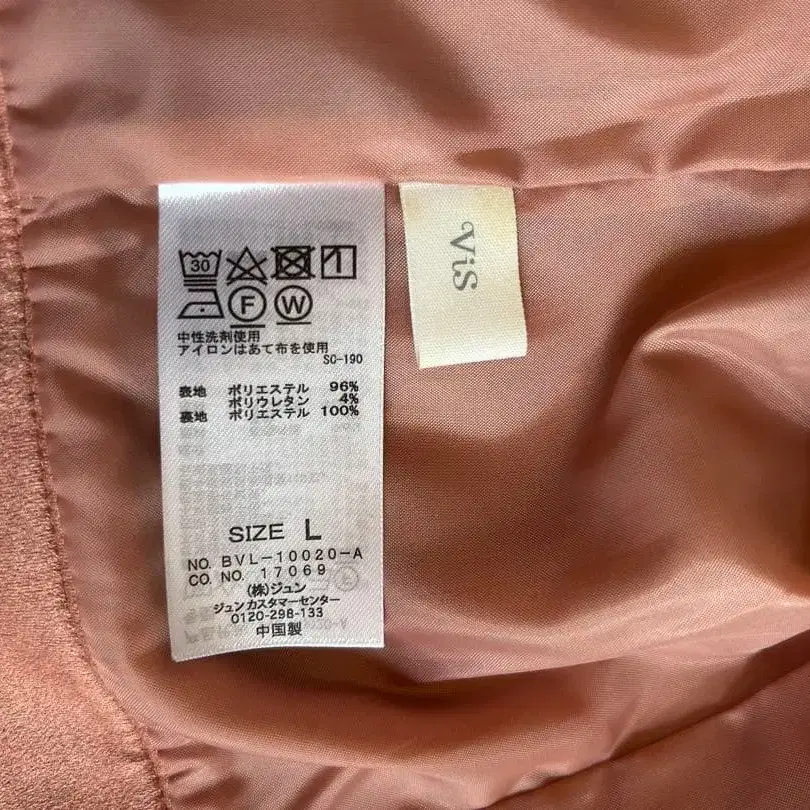 30
F W
中性洗剤使用
アイロンはあて布を使用
SO-190
表地 ポリエステル 96%
ポリウレタン 4%
裏地 ポリエステル 100%
SIZE L
NO. BVL-10020-A
CO. NO. 17069
(株)ジュン
ジュンカスタマーセンター
0120-298-133
中国製
ViS